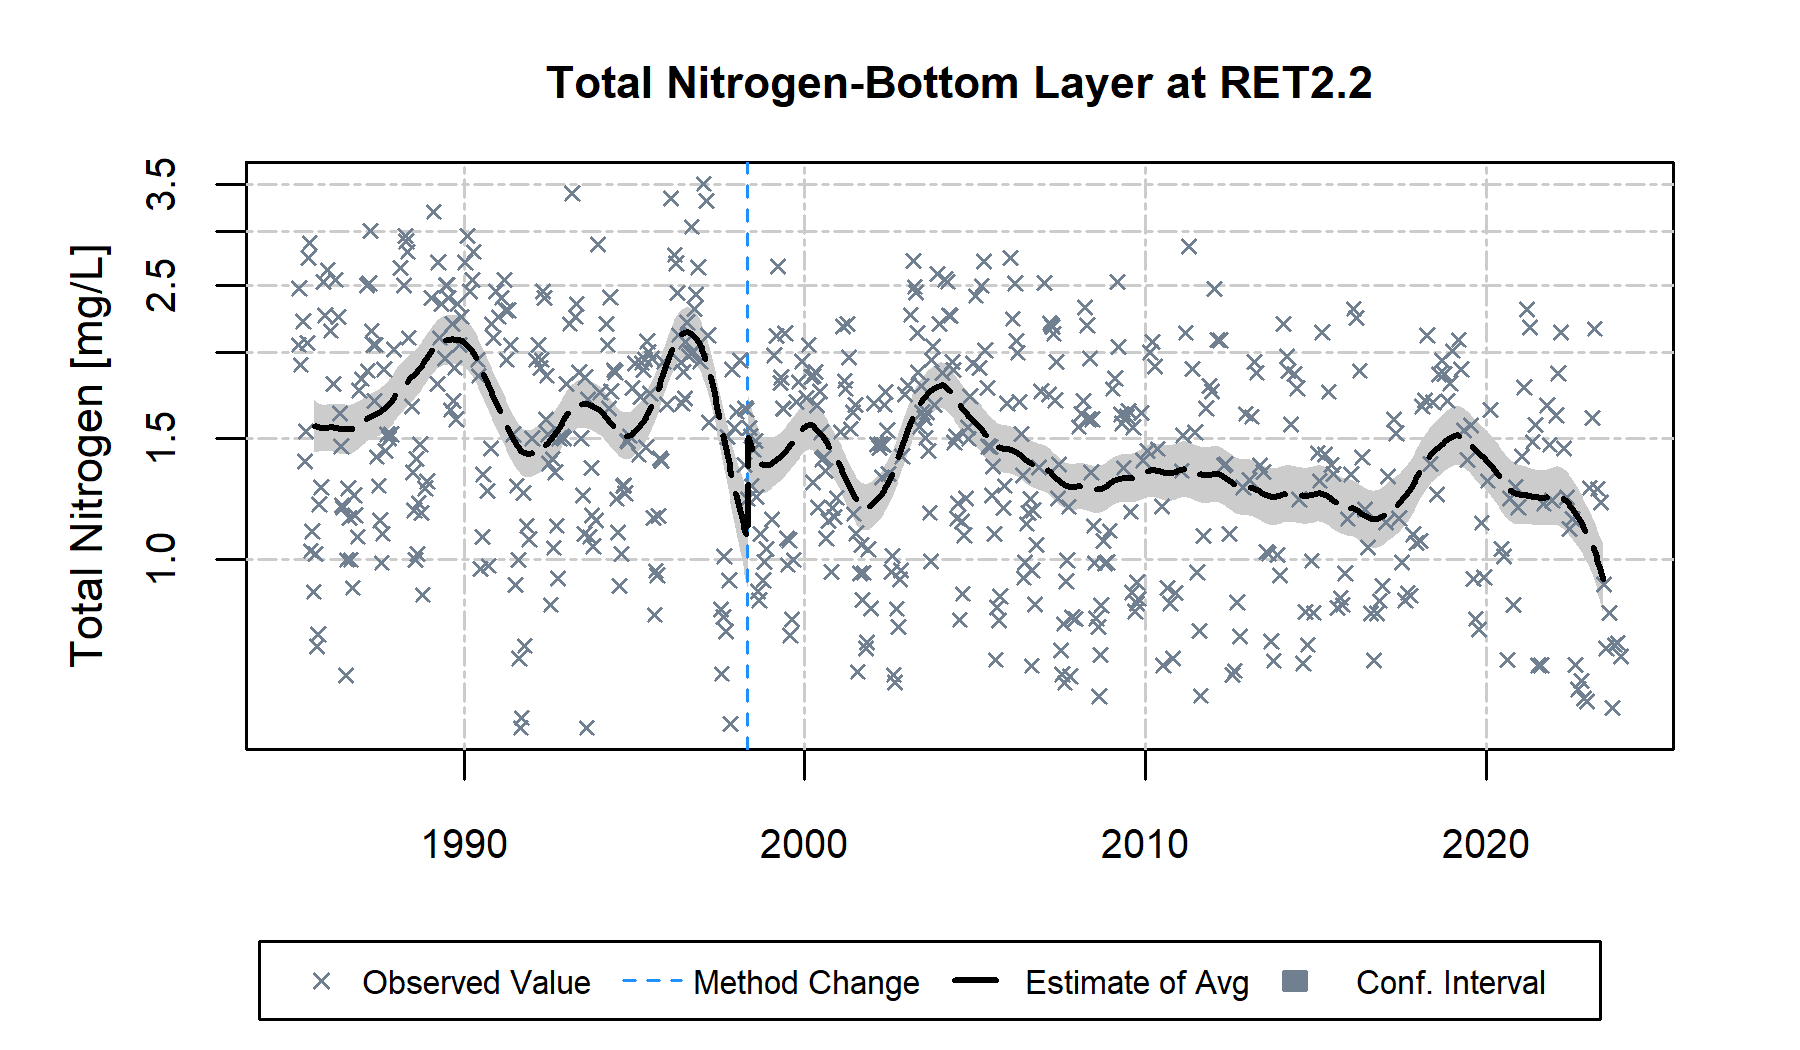 Total Nitrogen-Bottom Layer at RET2.2
Total Nitrogen [mg/L]
3.5
2.5
1.5
1.0
1990 2000 2010 2020
Observed Value Method Change Estimate of Avg Conf. Interval